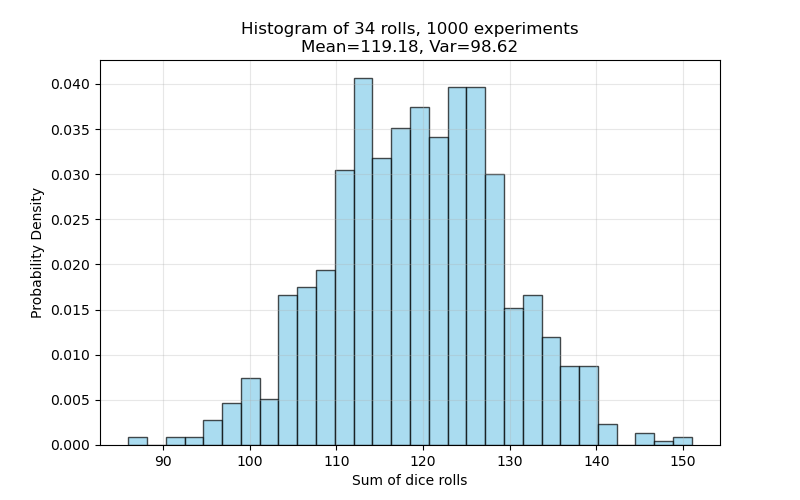 Histogram of 34 rolls, 1000 experiments
Mean=119.18, Var=98.62
0.040
0.035
0.030
0.025
0.020
0.015
0.010
0.005
0.000
Probability Density
90 100 110 120 130 140 150
Sum of dice rolls